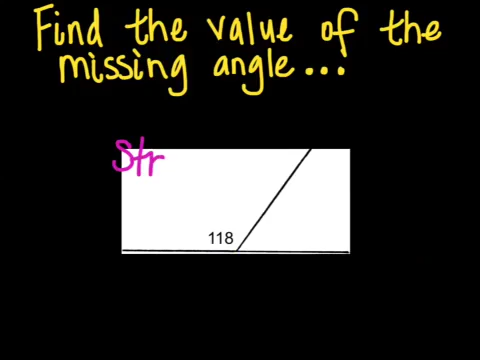 Find the value of the
missing angle...
Str
118